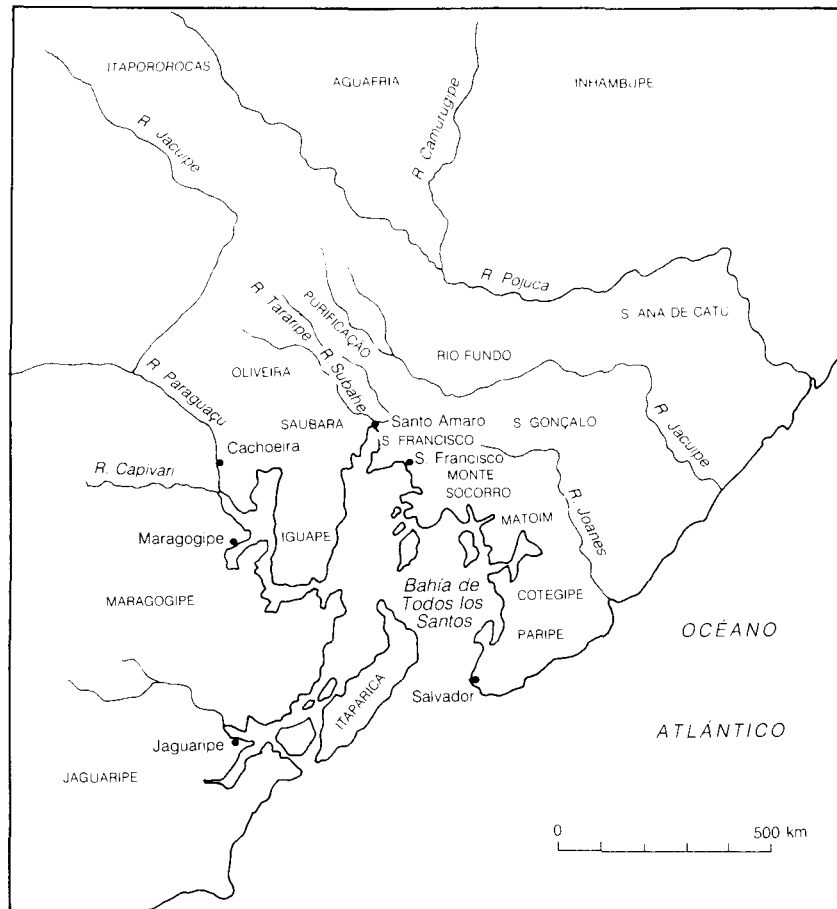 ITAPOROROCAS
AGUAFRIA
INHAMBUPE
R. Jacuipe
R. Camurugipe
R. Pojuca
S. ANA DE CATU
PURIFICAÇÃO
R. Tararipe
R. Subahe
RIO FUNDO
OLIVEIRA
R. Paraguaçu
SAUBARA
Santo Amaro
S. GONÇALO
R. Jacuipe
S. FRANCISCO
Cachoeira
S. Francisco
R. Capivari
MONTE
SOCORRO
R. Joanes
MATOIM
Maragogipe
IGUAPE
MARAGOGIPE
Bahía de
Todos los
Santos
COTEGIPE
PARIPE
OCÉANO
ITAPARICA
Salvador
ATLÁNTICO
Jaguaripe
JAGUARIPE
0 500 km